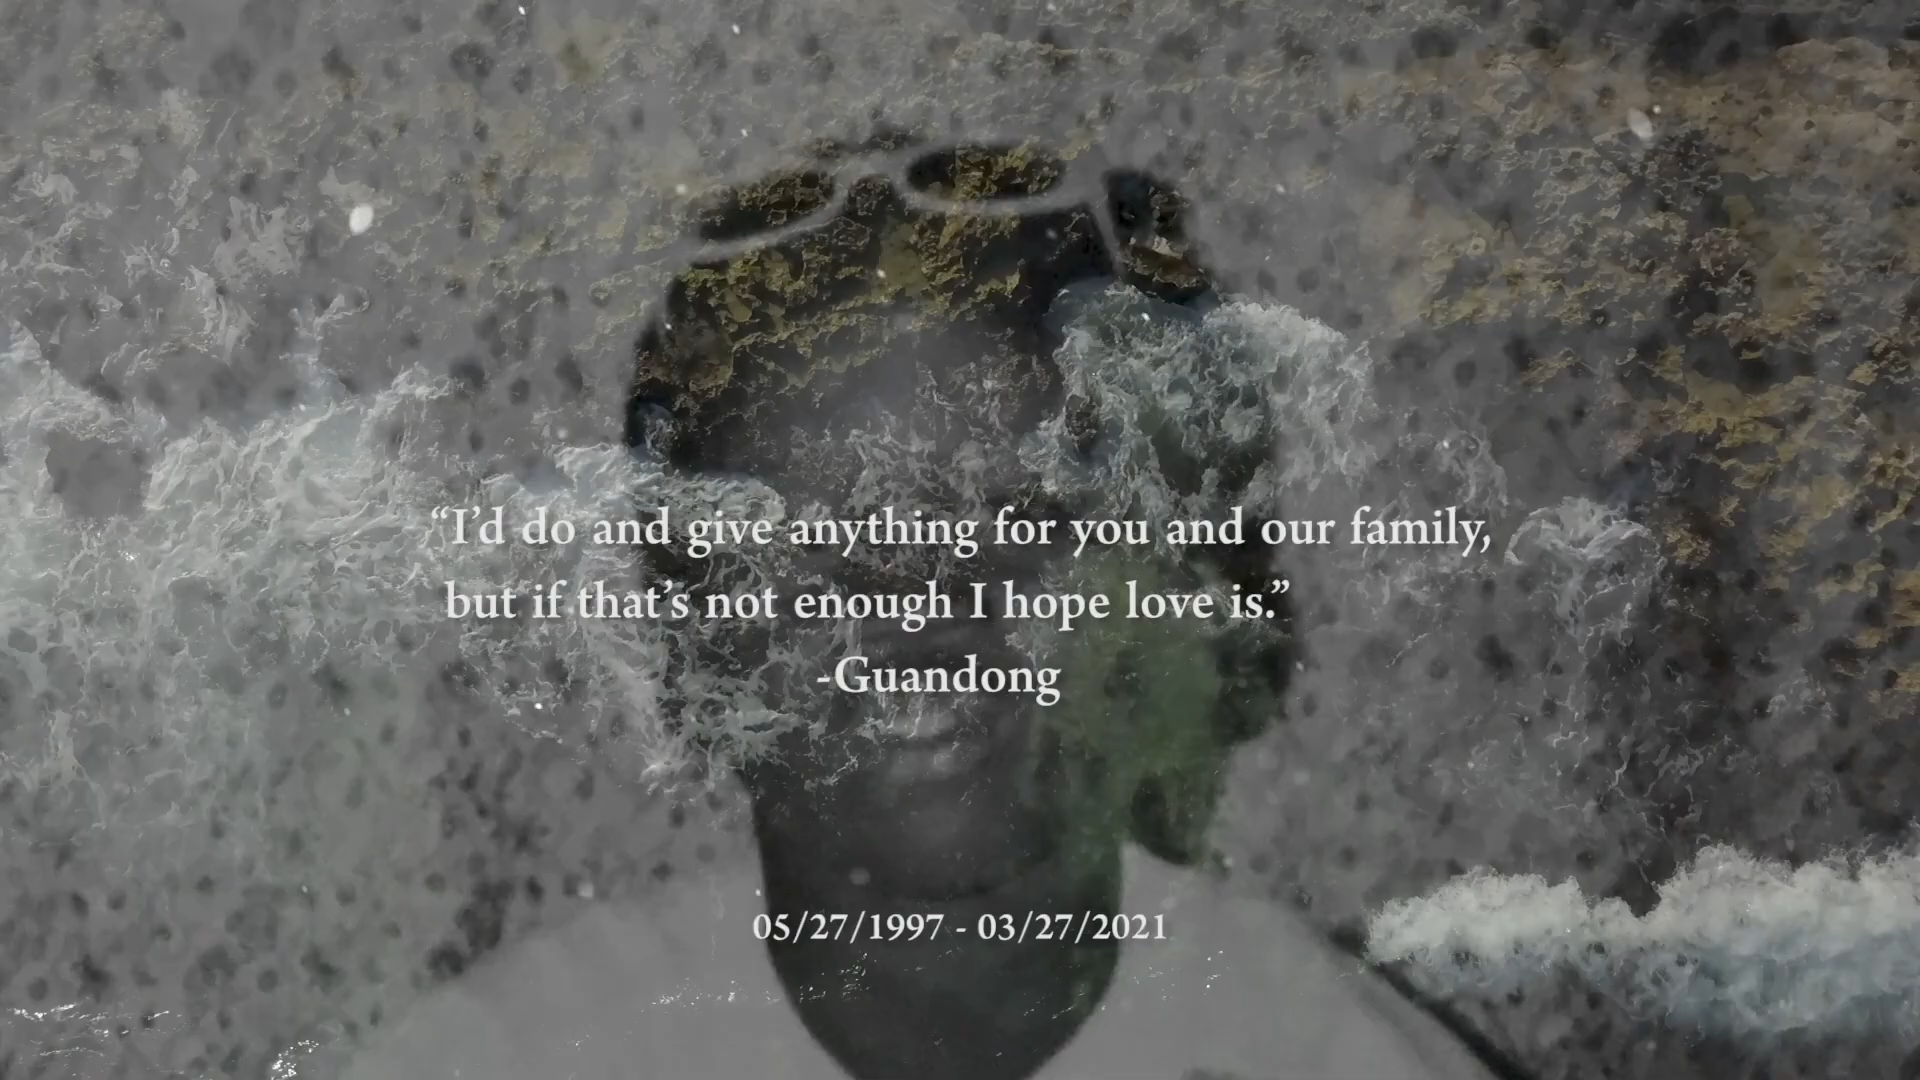 “I’d do and give anything for you and our family,
but if that’s not enough I hope love is.”
-Guandong
05/27/1997 - 03/27/2021